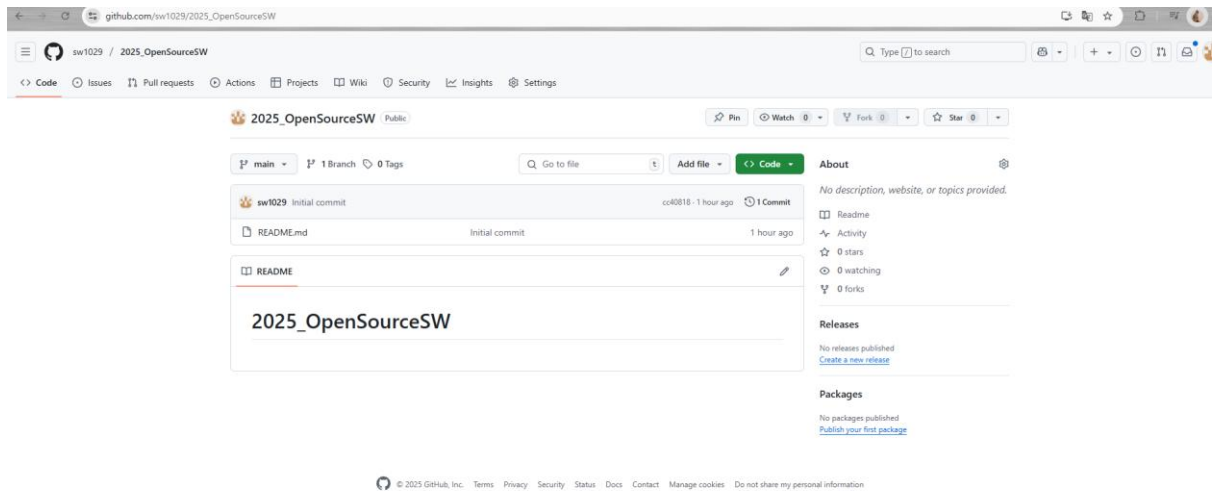 github.com/sw1029/2025_OpenSourceSW
sw1029 / 2025_OpenSourceSW
Type / to search
Code Issues Pull requests Actions Projects Wiki Security Insights Settings
2025_OpenSourceSW Public
Pin Watch 0 Fork 0 Star 0
main 1 Branch 0 Tags Go to file t Add file Code
sw1029 Initial commit cc40818 · 1 hour ago 1 Commit
README.md Initial commit 1 hour ago
README
2025_OpenSourceSW
About
No description, website, or topics provided.
Readme
Activity
0 stars
0 watching
0 forks
Releases
No releases published
Create a new release
Packages
No packages published
Publish your first package
© 2025 GitHub, Inc. Terms Privacy Security Status Docs Contact Manage cookies Do not share my personal information